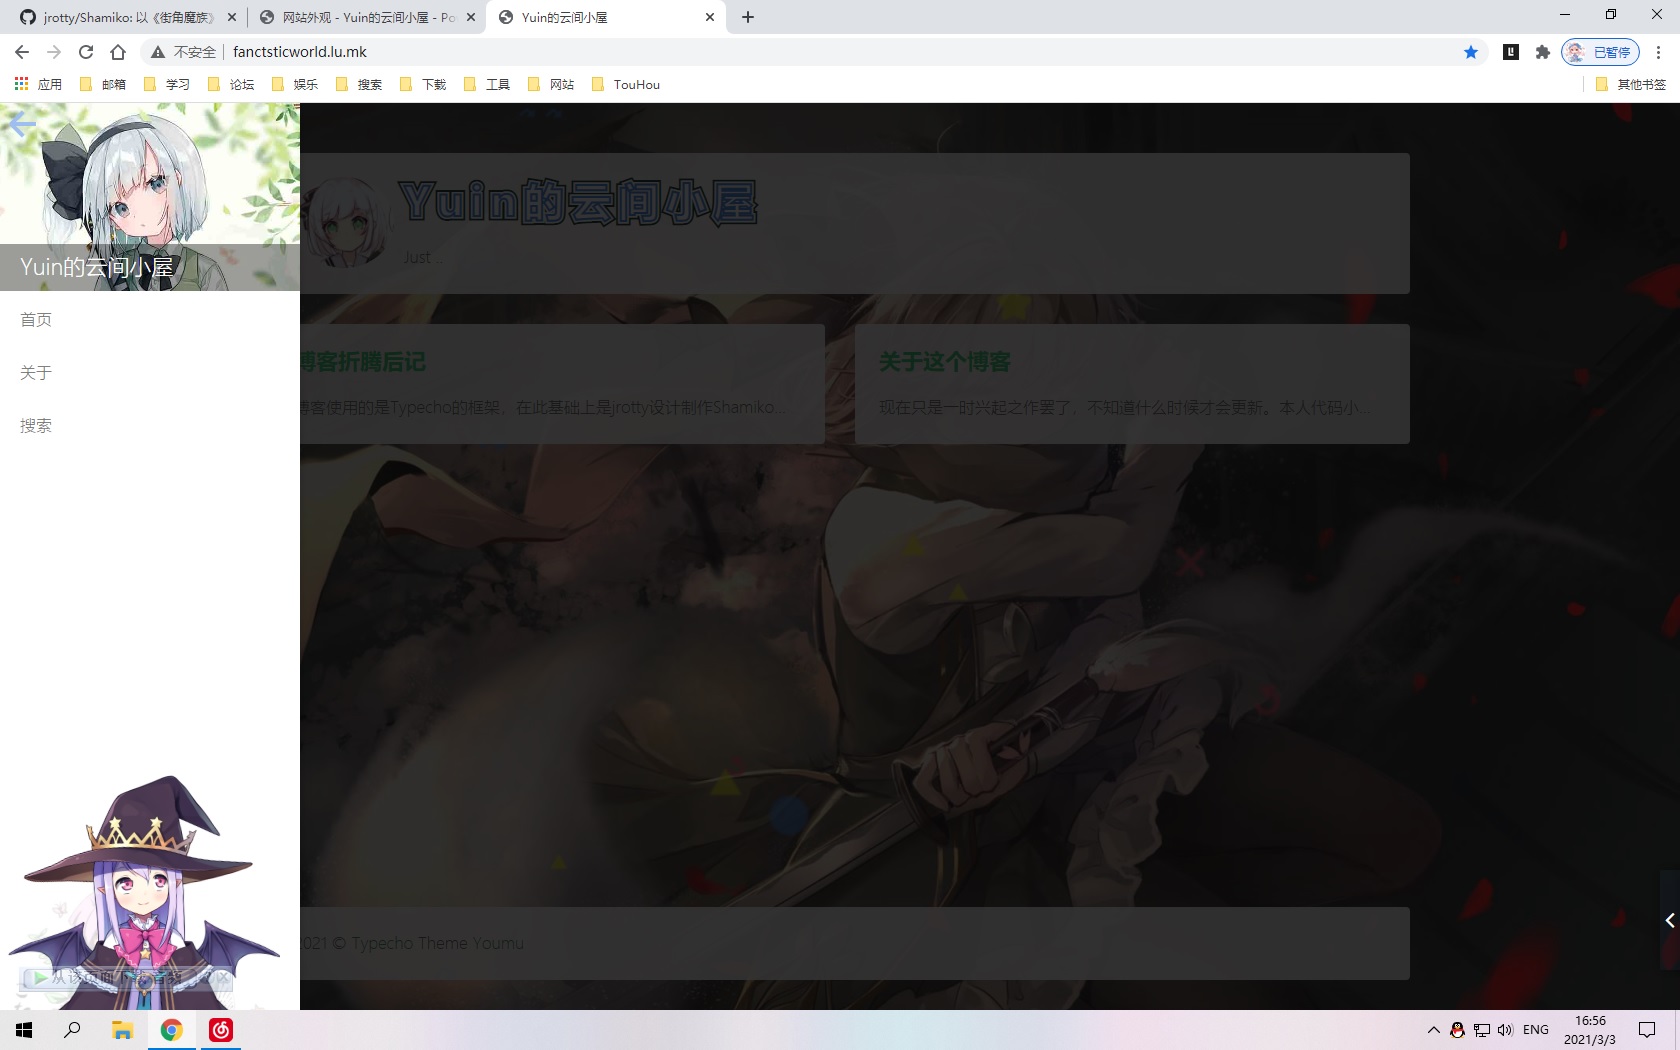 jrotty/Shamiko: 以《街角魔族》
网站外观 - Yuin的云间小屋 - Po
Yuin的云间小屋
不安全
fanctsticworld.lu.mk
已暂停
应用
邮箱
学习
论坛
娱乐
搜索
下载
工具
网站
TouHou
其他书签
Yuin的云间小屋
首页
关于
搜索
Yuin的云间小屋
Just ..
博客折腾后记
博客使用的是Typecho的框架，在此基础上是jrotty设计制作Shamiko...
关于这个博客
现在只是一时兴起之作罢了，不知道什么时候才会更新。本人代码小...
2021 © Typecho Theme Youmu
从该页面下载 音频
ENG
16:56
2021/3/3